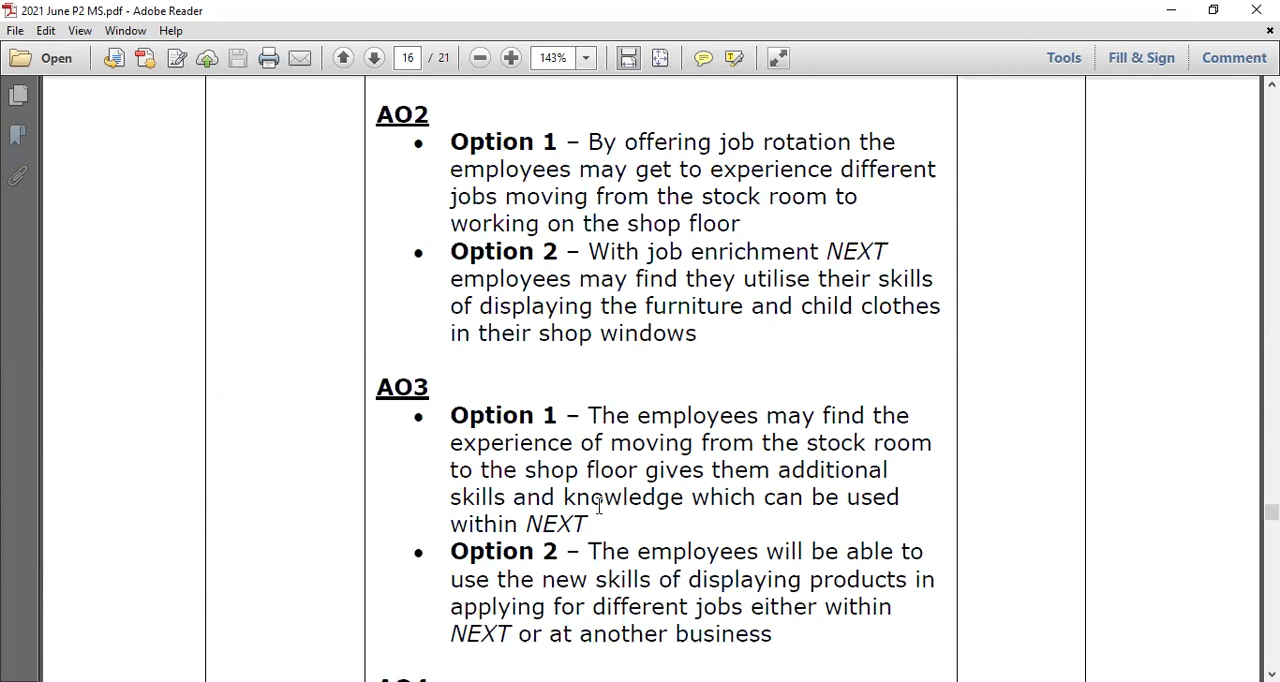 2021 June P2 MS.pdf - Adobe Reader
File Edit View Window Help
Open 16 / 21 143% Tools Fill & Sign Comment
AO2
• Option 1 – By offering job rotation the
employees may get to experience different
jobs moving from the stock room to
working on the shop floor
• Option 2 – With job enrichment NEXT
employees may find they utilise their skills
of displaying the furniture and child clothes
in their shop windows
AO3
• Option 1 – The employees may find the
experience of moving from the stock room
to the shop floor gives them additional
skills and knowledge which can be used
within NEXT
• Option 2 – The employees will be able to
use the new skills of displaying products in
applying for different jobs either within
NEXT or at another business